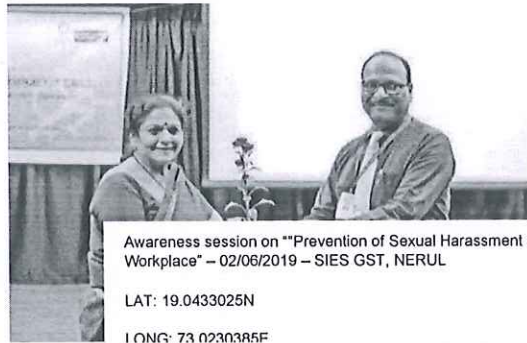 Awareness session on ""Prevention of Sexual Harassment
Workplace" – 02/06/2019 – SIES GST, NERUL
LAT: 19.0433025N
LONG: 73.0230385E